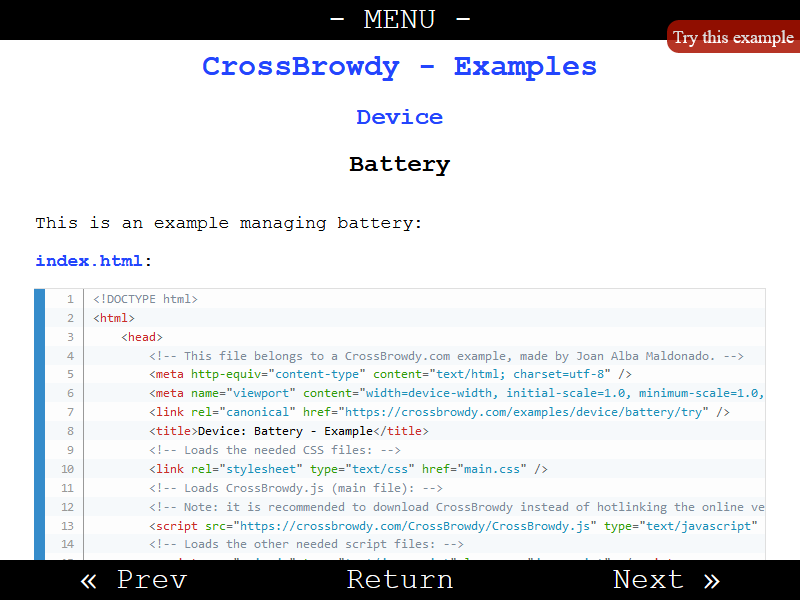 - MENU -
Try this example
CrossBrowdy - Examples
Device
Battery
This is an example managing battery:
index.html:
1 <!DOCTYPE html>
2 <html>
3 <head>
4 <!-- This file belongs to a CrossBrowdy.com example, made by Joan Alba Maldonado. -->
5 <meta http-equiv="content-type" content="text/html; charset=utf-8" />
6 <meta name="viewport" content="width=device-width, initial-scale=1.0, minimum-scale=1.0,
7 <link rel="canonical" href="https://crossbrowdy.com/examples/device/battery/try" />
8 <title>Device: Battery - Example</title>
9 <!-- Loads the needed CSS files: -->
10 <link rel="stylesheet" type="text/css" href="main.css" />
11 <!-- Loads CrossBrowdy.js (main file): -->
12 <!-- Note: it is recommended to download CrossBrowdy instead of hotlinking the online ve
13 <script src="https://crossbrowdy.com/CrossBrowdy/CrossBrowdy.js" type="text/javascript"
14 <!-- Loads the other needed script files: -->
« Prev
Return
Next »